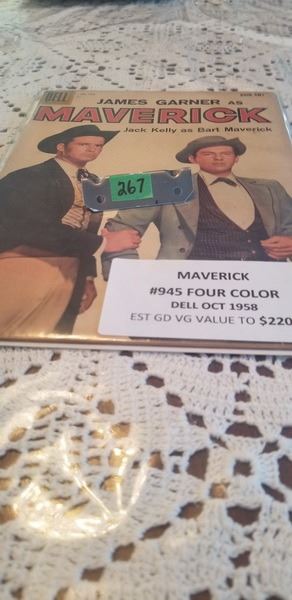 DELL
JAMES GARNER AS
MAVERICK
Jack Kelly as Bart Maverick
267
MAVERICK
#945 FOUR COLOR
DELL OCT 1958
EST GD VG VALUE TO $220